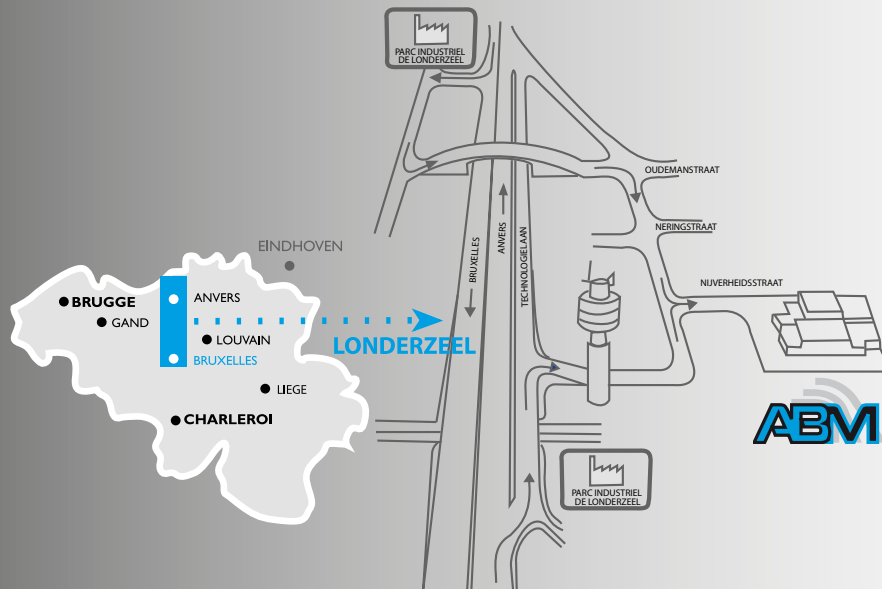 PARC INDUSTRIEL
DE LONDERZEEL
OUDEMANSTRAAT
NERINGSTRAAT
BRUXELLES
ANVERS
TECHNOLOGIELAAN
NIJVERHEIDSSTRAAT
EINDHOVEN
BRUGGE
ANVERS
GAND
LOUVAIN
LONDERZEEL
BRUXELLES
LIEGE
CHARLEROI
ABM
PARC INDUSTRIEL
DE LONDERZEEL